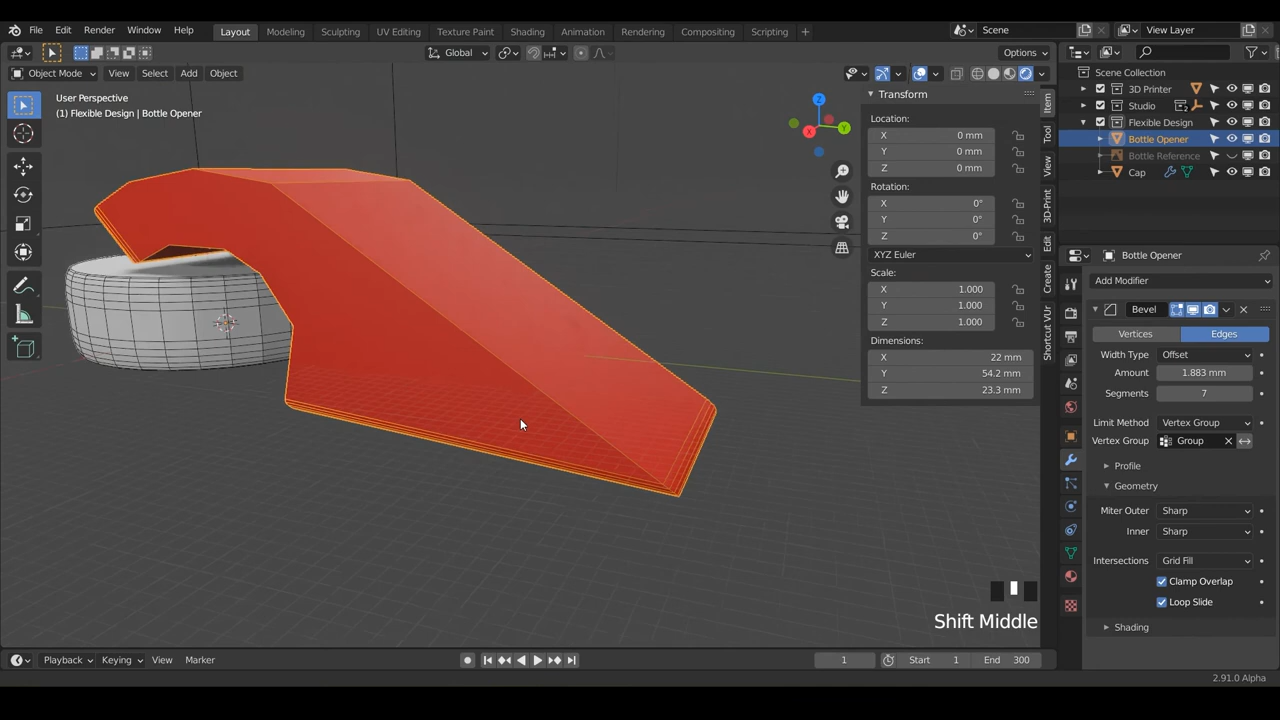 File Edit Render Window Help Layout Modeling Sculpting UV Editing Texture Paint Shading Animation Rendering Compositing Scripting + Scene View Layer
Global Options
Object Mode View Select Add Object
User Perspective
(1) Flexible Design | Bottle Opener
Transform
Location:
X 0 mm
Y 0 mm
Z 0 mm
Rotation:
X 0°
Y 0°
Z 0°
XYZ Euler
Scale:
X 1.000
Y 1.000
Z 1.000
Dimensions:
X 22 mm
Y 54.2 mm
Z 23.3 mm
Item
Tool
View
3D-Print
Edit
Create
Shortcut VUr
X
Y
Z
Scene Collection
3D Printer
Studio 2
Flexible Design
Bottle Opener
Bottle Reference
Cap
Bottle Opener
Add Modifier
Bevel
Vertices Edges
Width Type Offset
Amount 1.883 mm
Segments 7
Limit Method Vertex Group
Vertex Group Group
Profile
Geometry
Miter Outer Sharp
Inner Sharp
Intersections Grid Fill
Clamp Overlap
Loop Slide
Shading
Shift Middle
Playback Keying View Marker 1 Start 1 End 300
2.91.0 Alpha